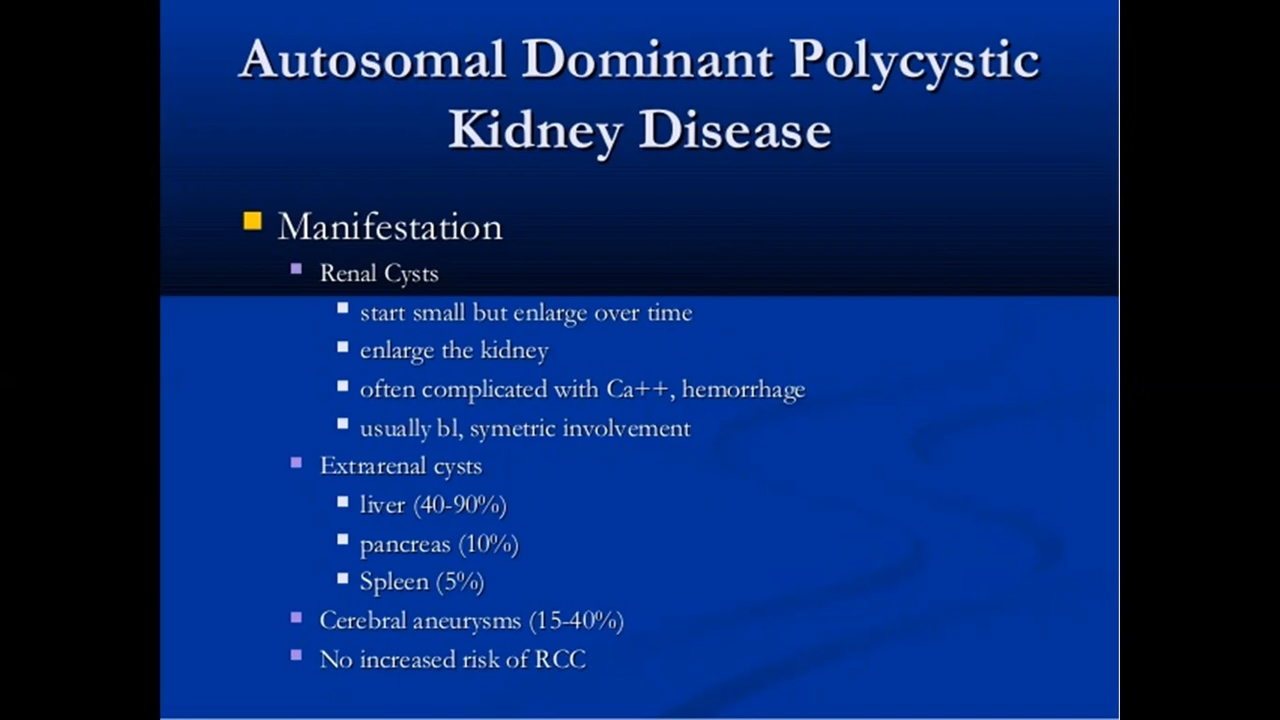 Autosomal Dominant Polycystic
Kidney Disease
Manifestation
Renal Cysts
start small but enlarge over time
enlarge the kidney
often complicated with Ca++, hemorrhage
usually bl, symetric involvement
Extrarenal cysts
liver (40-90%)
pancreas (10%)
Spleen (5%)
Cerebral aneurysms (15-40%)
No increased risk of RCC